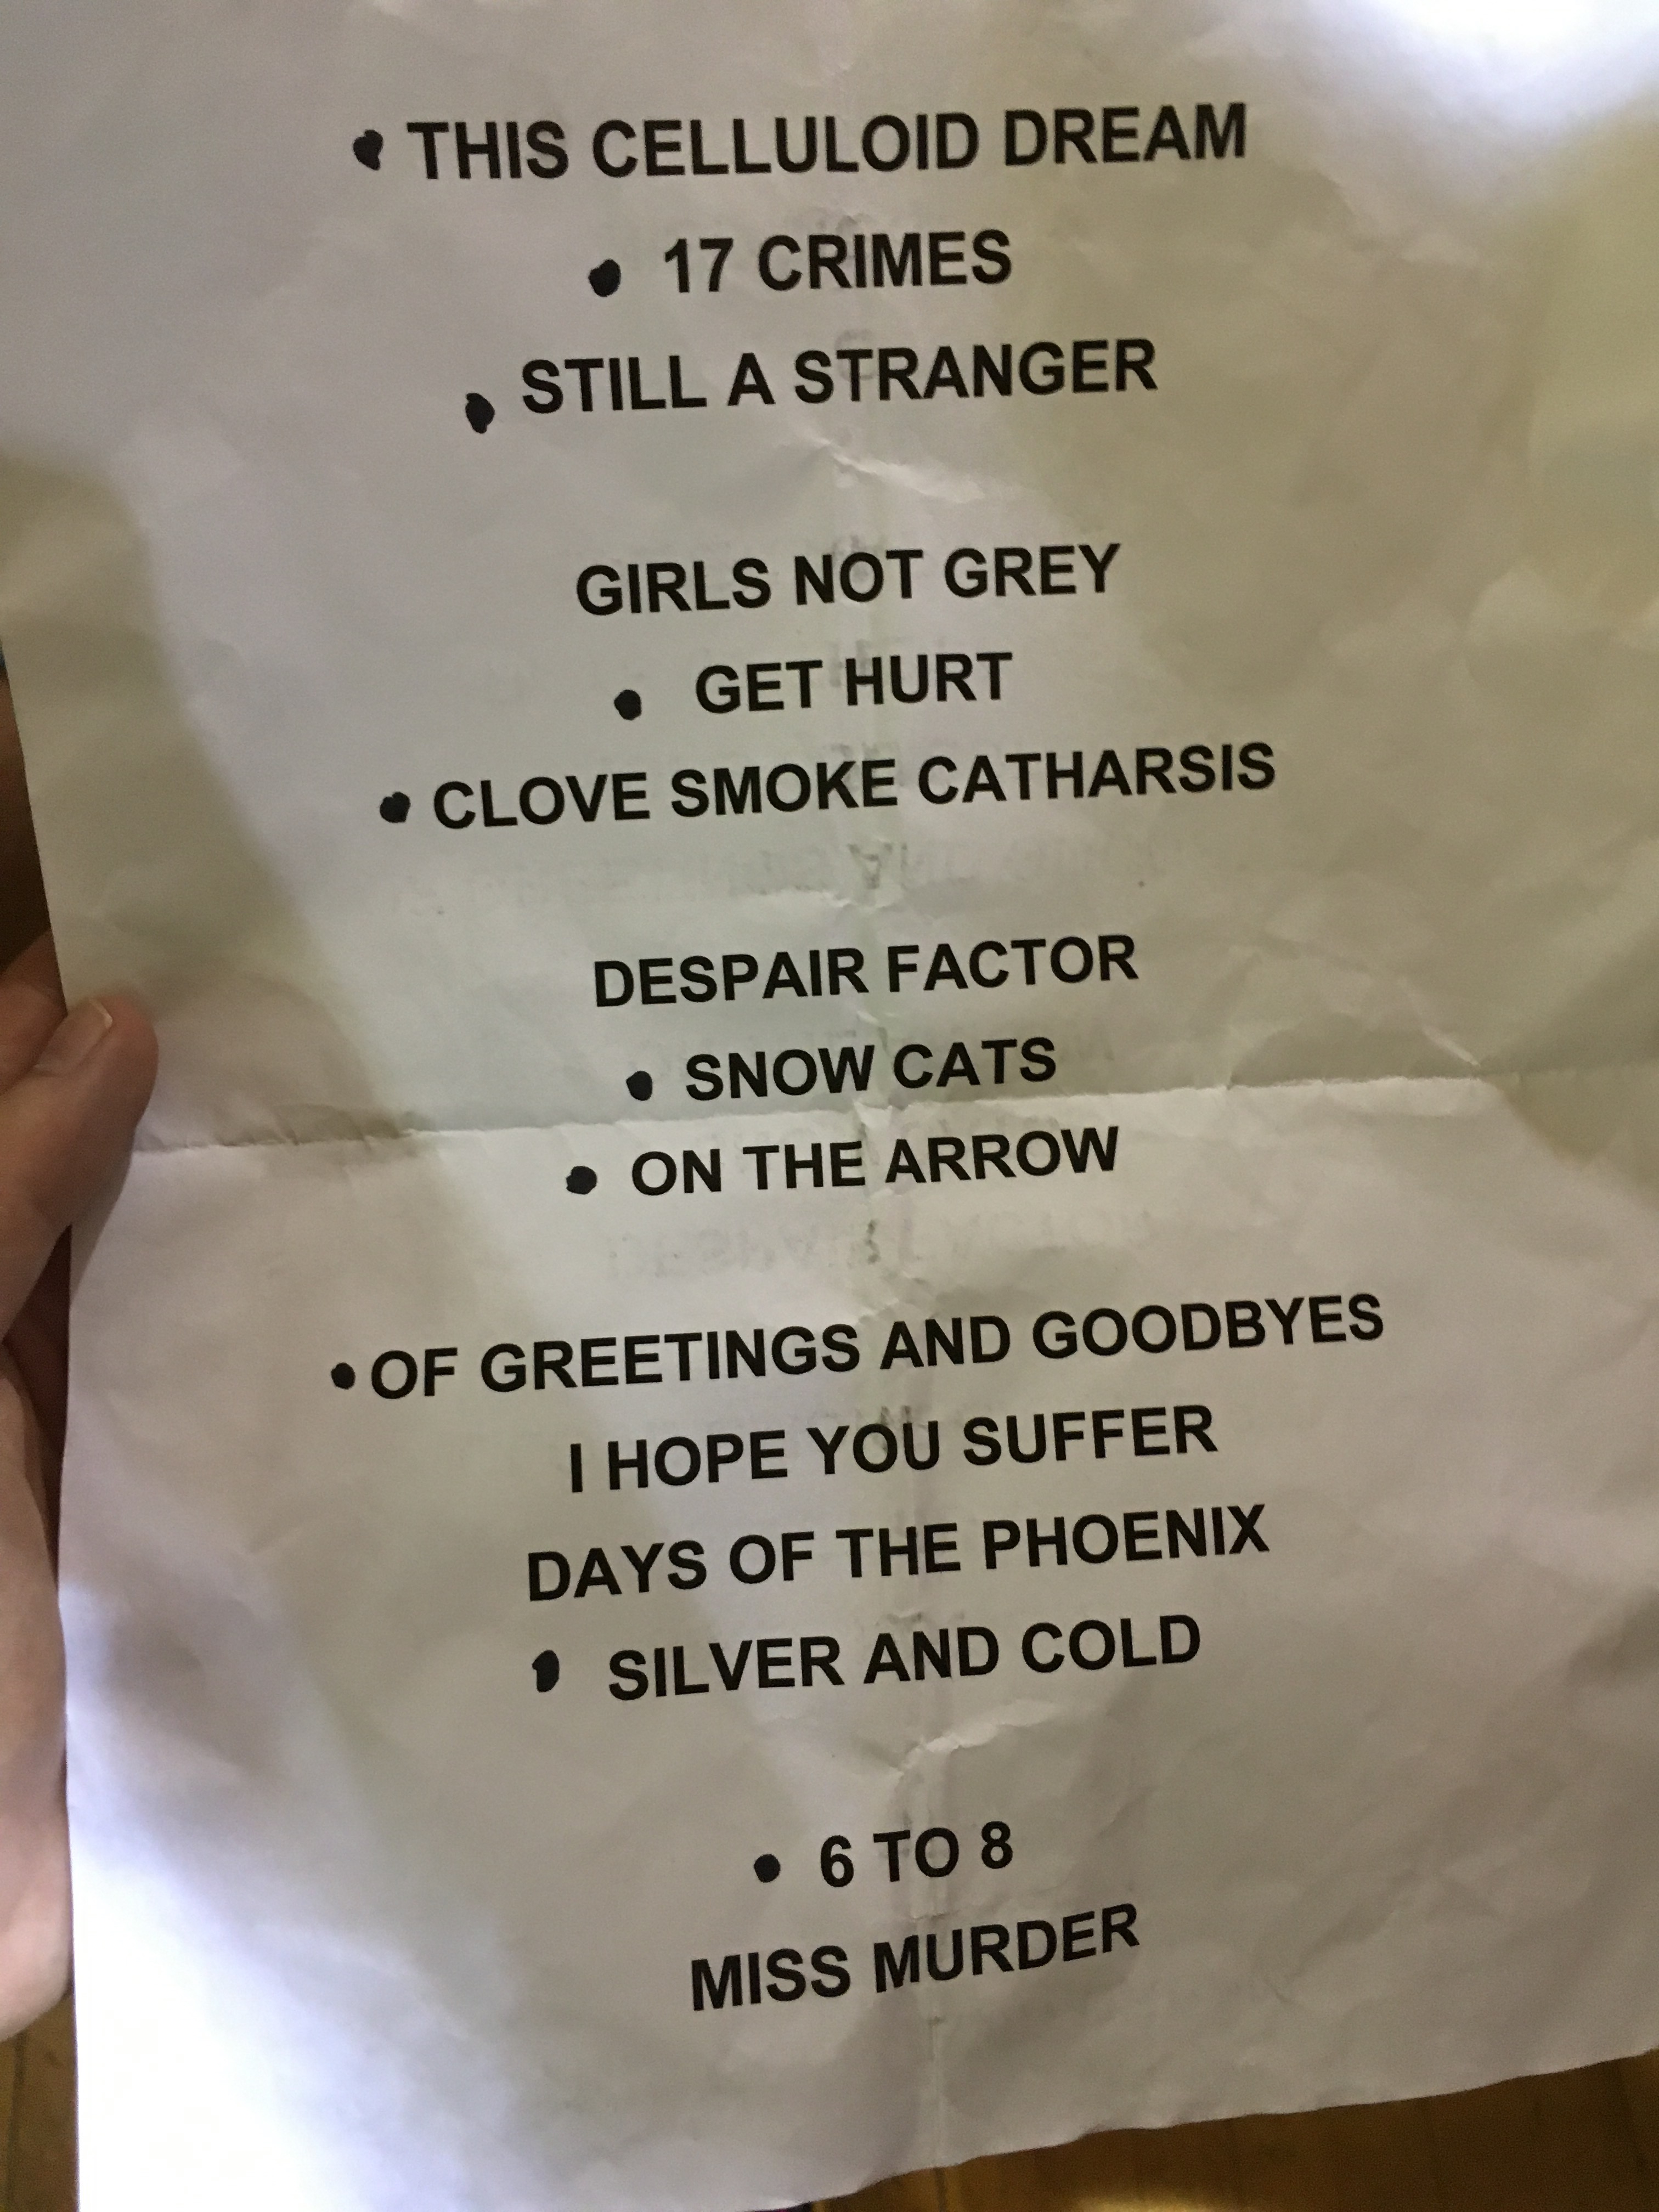 • THIS CELLULOID DREAM
• 17 CRIMES
• STILL A STRANGER
GIRLS NOT GREY
• GET HURT
• CLOVE SMOKE CATHARSIS
DESPAIR FACTOR
• SNOW CATS
• ON THE ARROW
• OF GREETINGS AND GOODBYES
I HOPE YOU SUFFER
DAYS OF THE PHOENIX
• SILVER AND COLD
• 6 TO 8
MISS MURDER